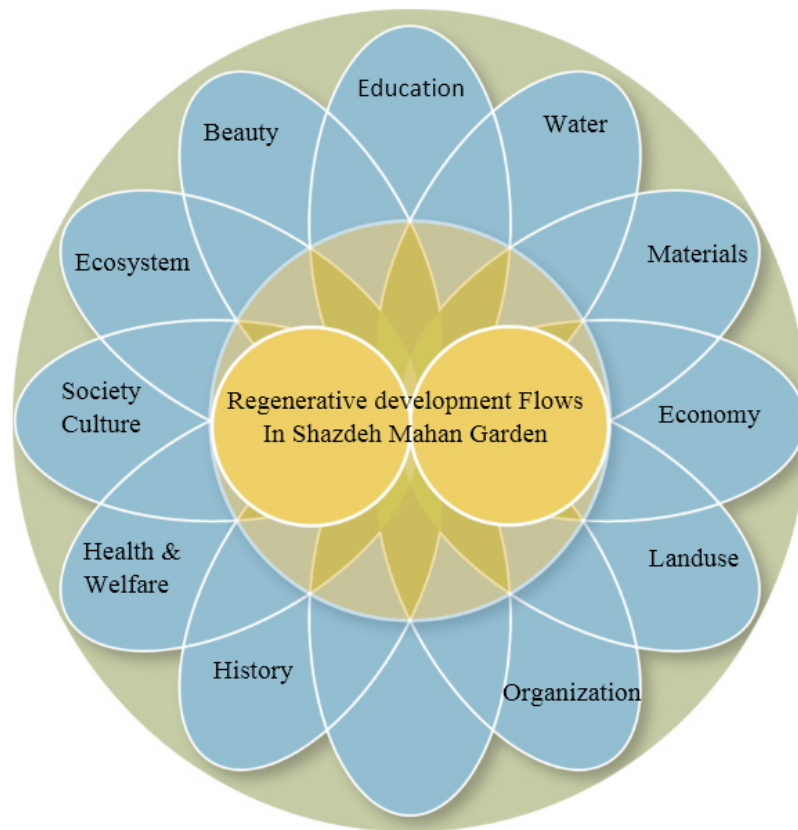 Education
Water
Materials
Economy
Landuse
Organization
History
Health &
Welfare
Society
Culture
Ecosystem
Beauty
Regenerative development Flows
In Shazdeh Mahan Garden